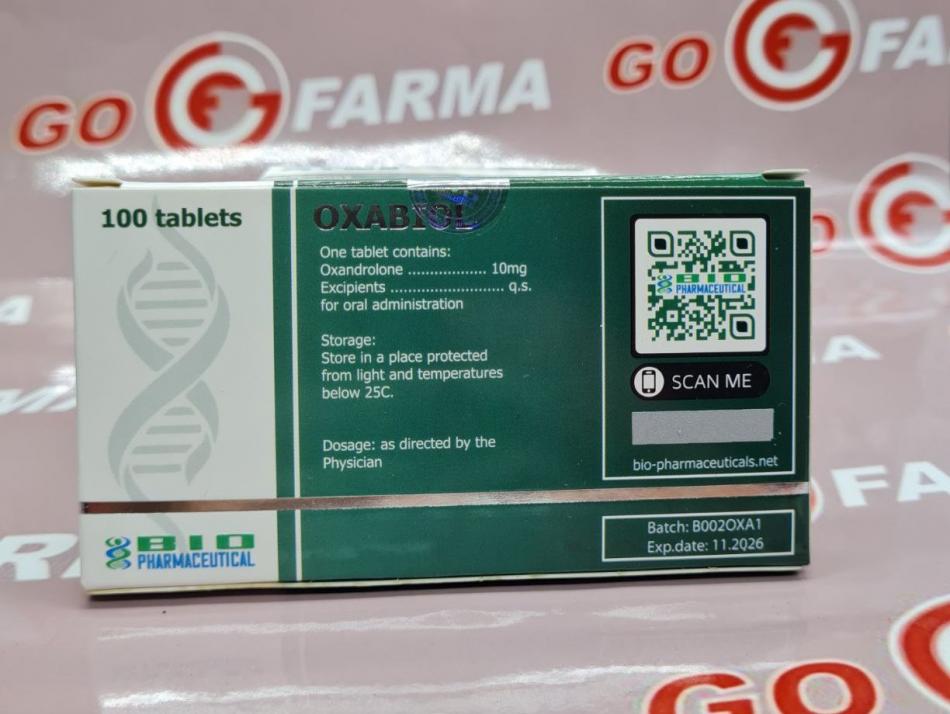 GO FARMA
GO FA
100 tablets
OXABIOL
One tablet contains:
Oxandrolone .................. 10mg
Excipients .......................... q.s.
for oral administration
Storage:
Store in a place protected
from light and temperatures
below 25C.
Dosage: as directed by the
Physician
BIO
PHARMACEUTICAL
SCAN ME
bio-pharmaceuticals.net
Batch: B002OXA1
Exp.date: 11.2026
BIO
PHARMACEUTICAL
FA
GO